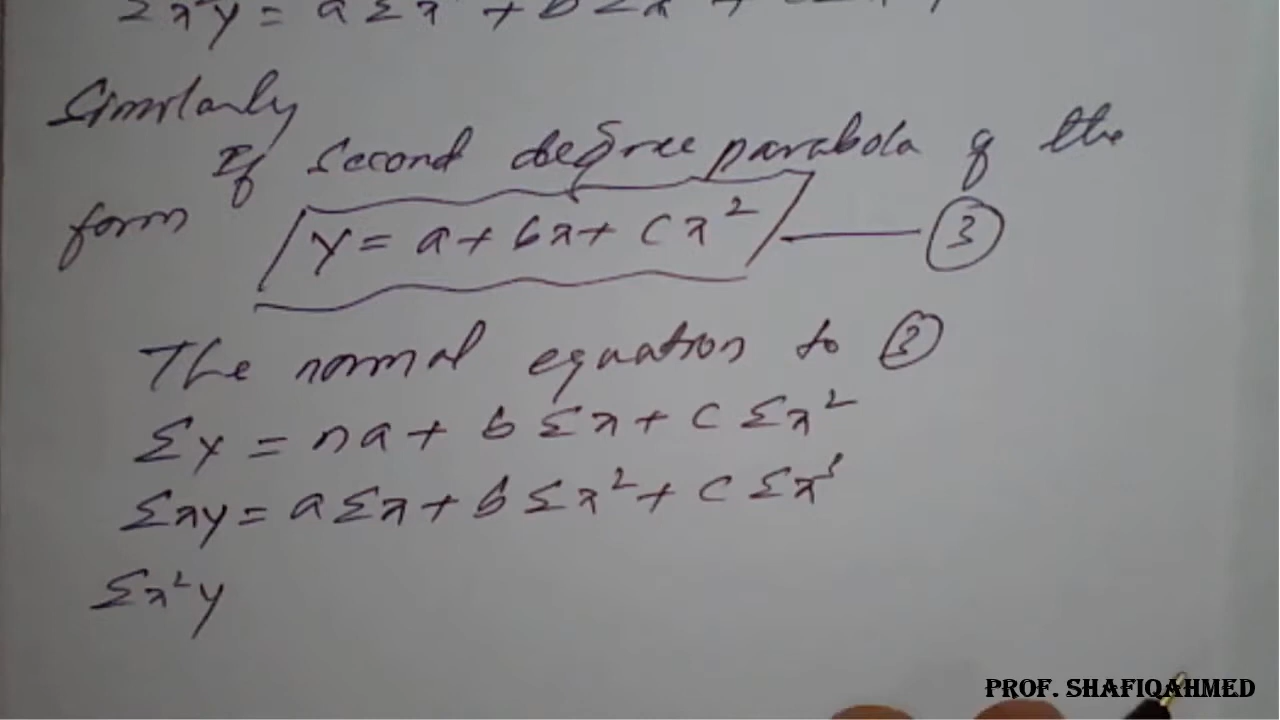 Similarly
If Second degree parabola of the
form y = a + bx + cx² — ③
The normal equation to ③
Σy = na + bΣx + cΣx²
Σxy = aΣx + bΣx² + cΣx³
Σx²y
PROF. SHAFIQAHMED